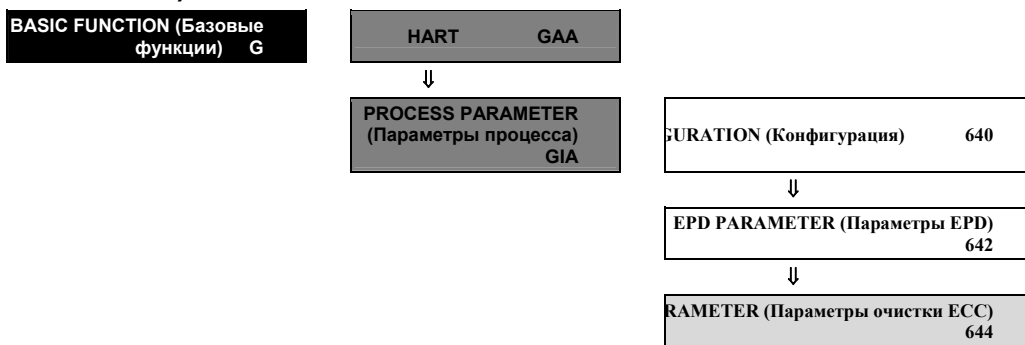 BASIC FUNCTION (Базовые
функции) G
HART GAA
⇓
PROCESS PARAMETER
(Параметры процесса)
GIA
GURATION (Конфигурация) 640
⇓
EPD PARAMETER (Параметры EPD)
642
⇓
RAMETER (Параметры очистки ECC)
644